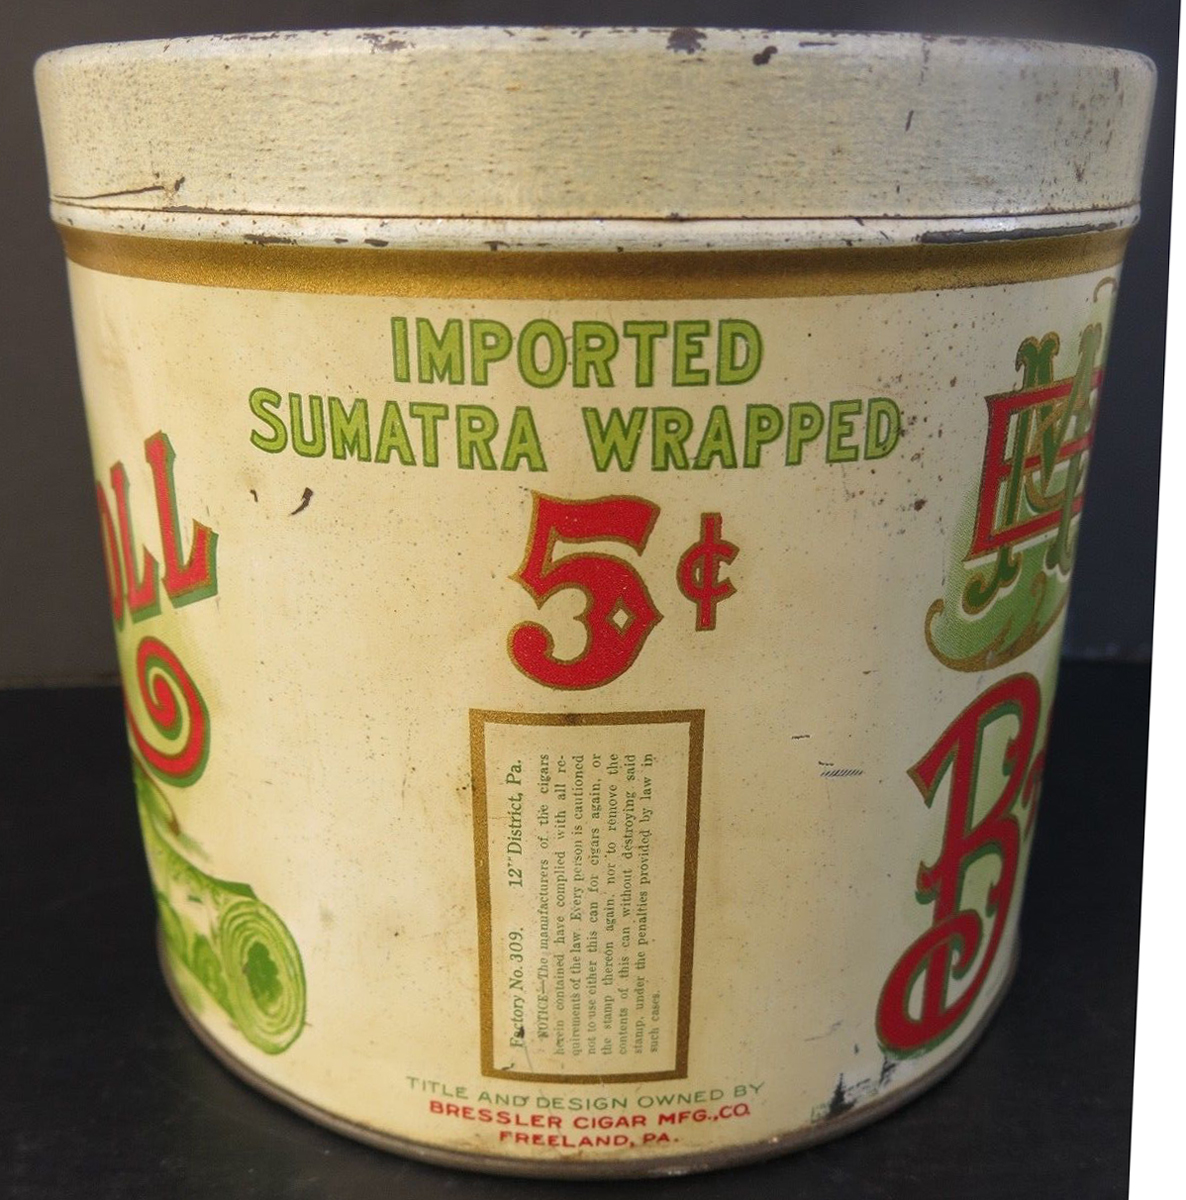 IMPORTED
SUMATRA WRAPPED
5¢
OLL
Factory No. 309. 12TH District, Pa.
NOTICE—The manufacturers of the cigars
herein contained have complied with all re-
quirements of the law. Every person is cautioned
not to use either this can for cigars again, or
the stamp thereon again, nor to remove the
contents of this can without destroying said
stamp, under the penalties provided by law in
such cases.
TITLE AND DESIGN OWNED BY
BRESSLER CIGAR MFG., CO.
FREELAND, PA.